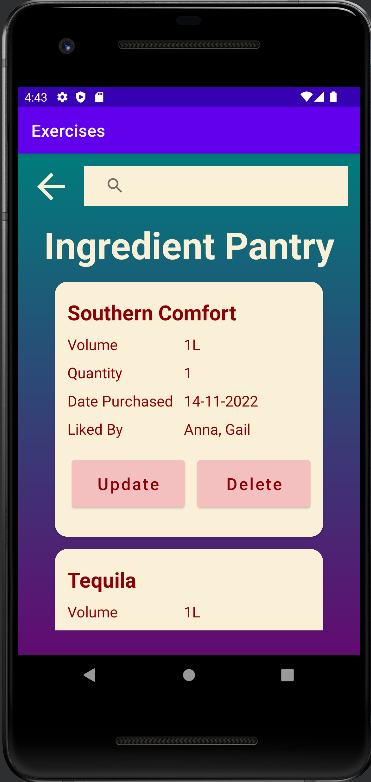 4:43
Exercises
Ingredient Pantry
Southern Comfort
Volume 1L
Quantity 1
Date Purchased 14-11-2022
Liked By Anna, Gail
Update Delete
Tequila
Volume 1L